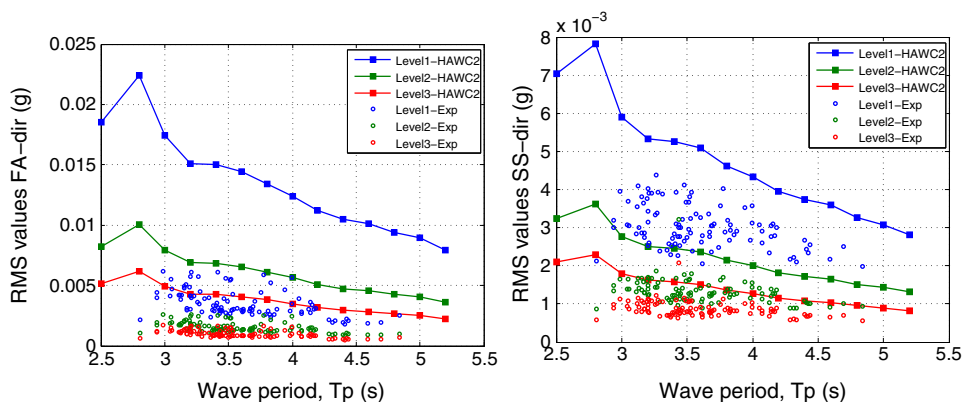 0.025
0.02
0.015
0.01
0.005
0
2.5 3 3.5 4 4.5 5 5.5
RMS values FA-dir (g)
Wave period, Tp (s)
Level1-HAWC2
Level2-HAWC2
Level3-HAWC2
Level1-Exp
Level2-Exp
Level3-Exp
x 10⁻³
8
7
6
5
4
3
2
1
0
2.5 3 3.5 4 4.5 5 5.5
RMS values SS-dir (g)
Wave period, Tp (s)
Level1-HAWC2
Level2-HAWC2
Level3-HAWC2
Level1-Exp
Level2-Exp
Level3-Exp